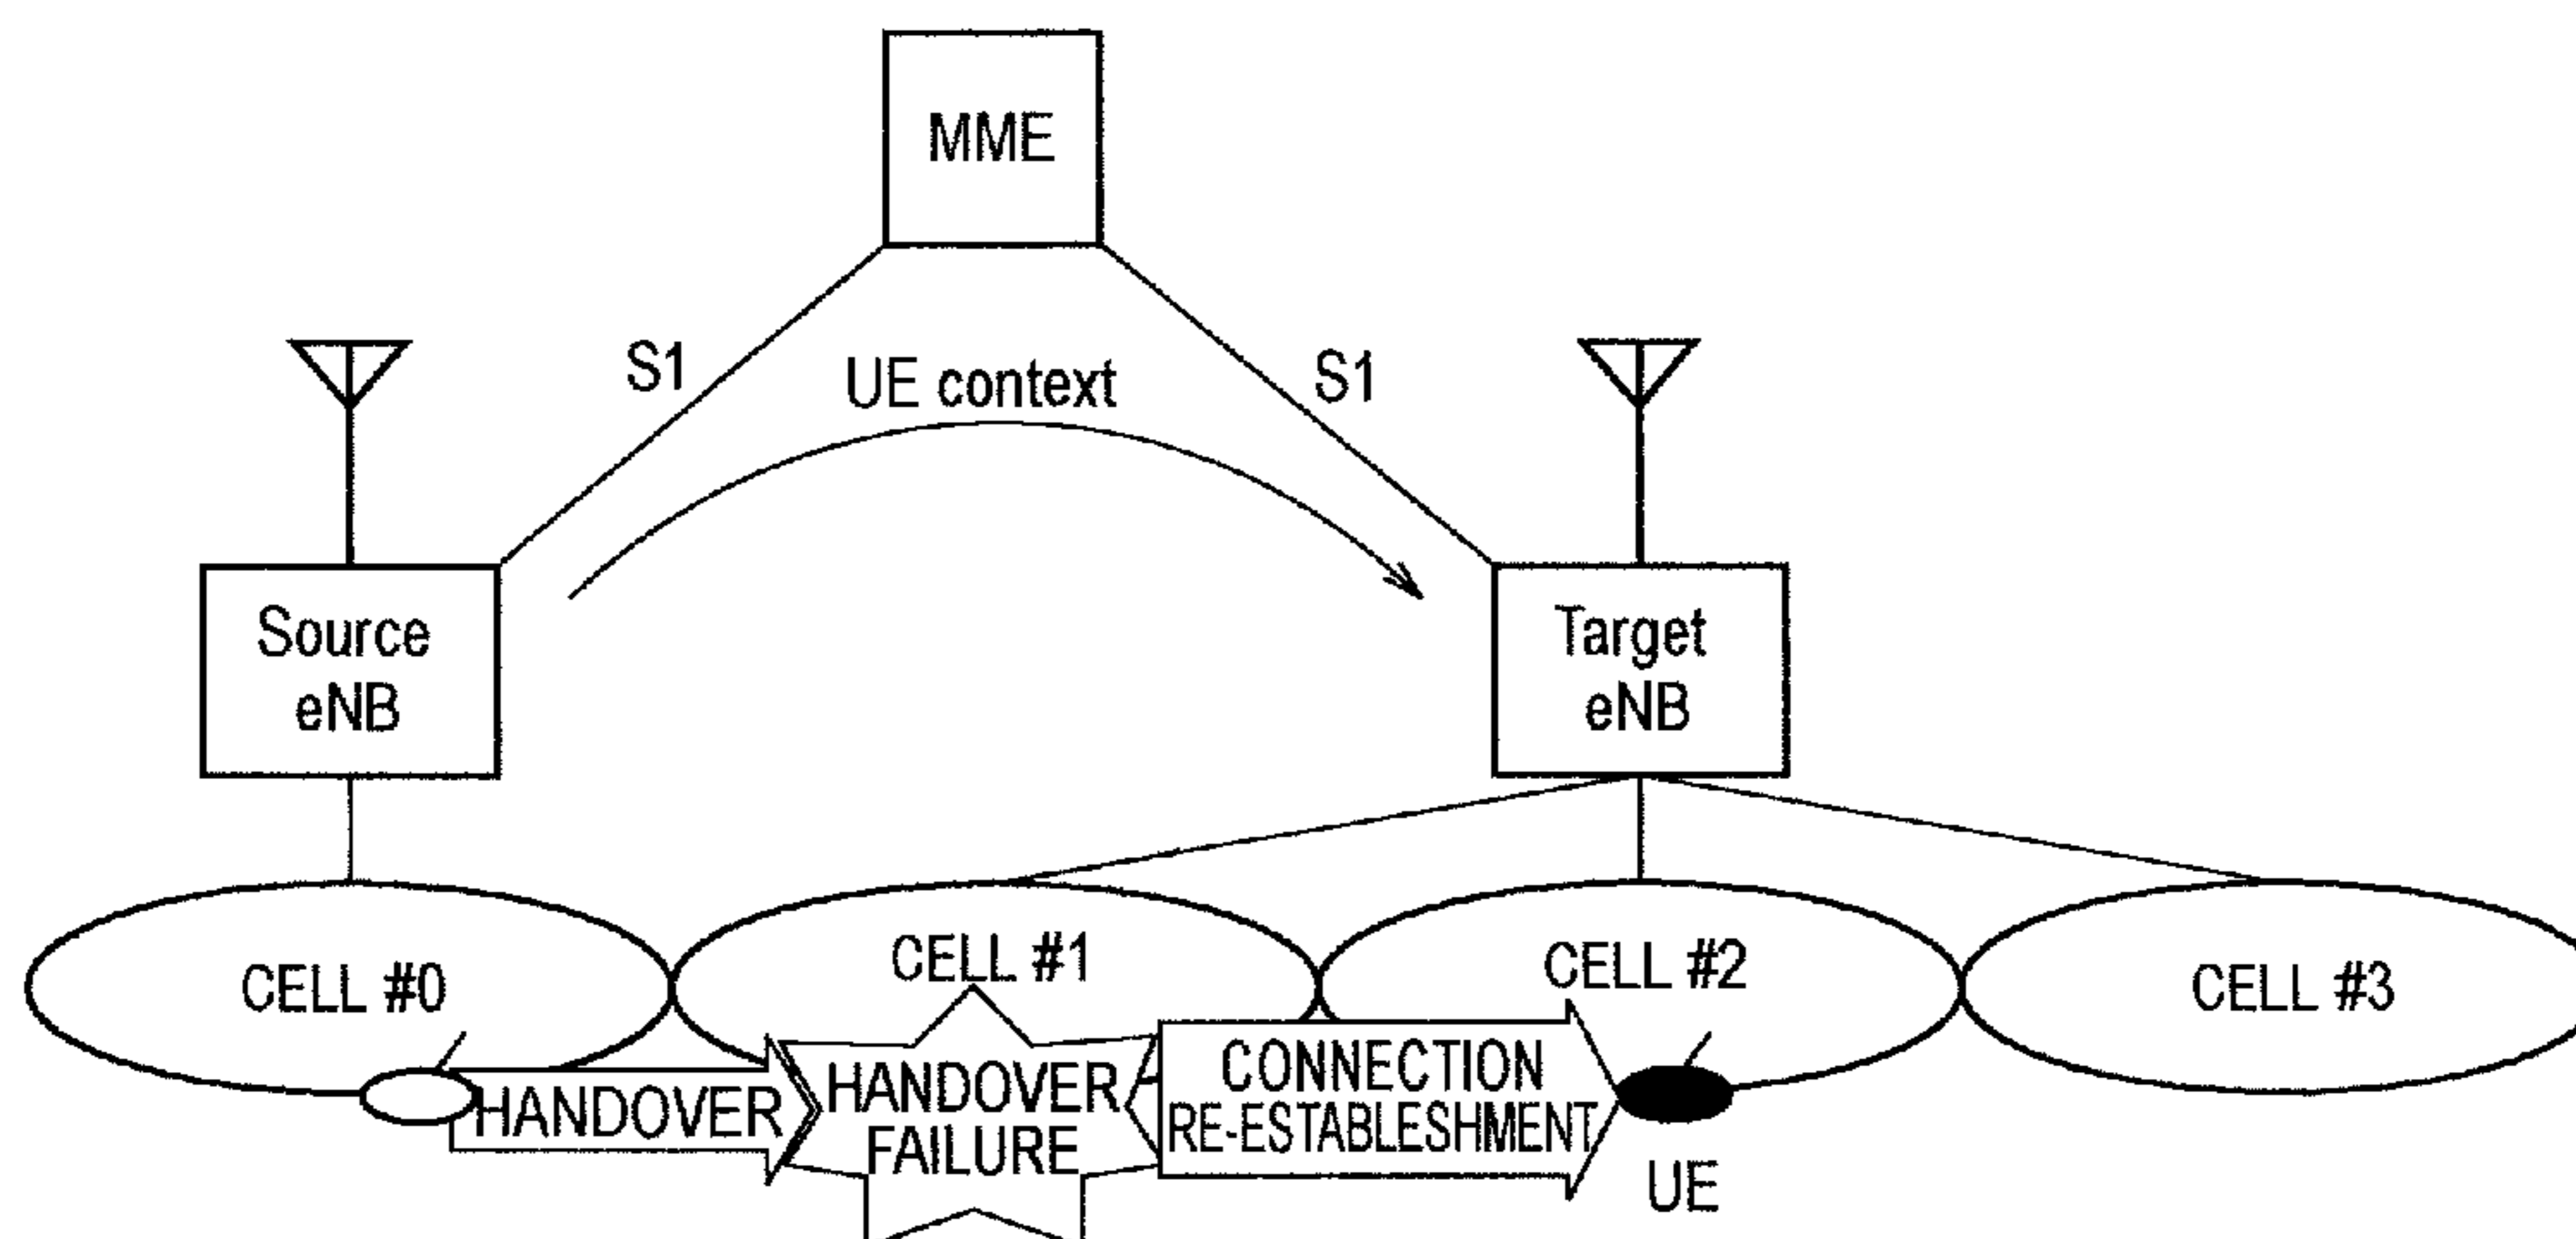 MME
S1
UE context
S1
Source
eNB
Target
eNB
CELL #0
CELL #1
CELL #2
CELL #3
HANDOVER
HANDOVER
FAILURE
CONNECTION
RE-ESTABLESHMENT
UE